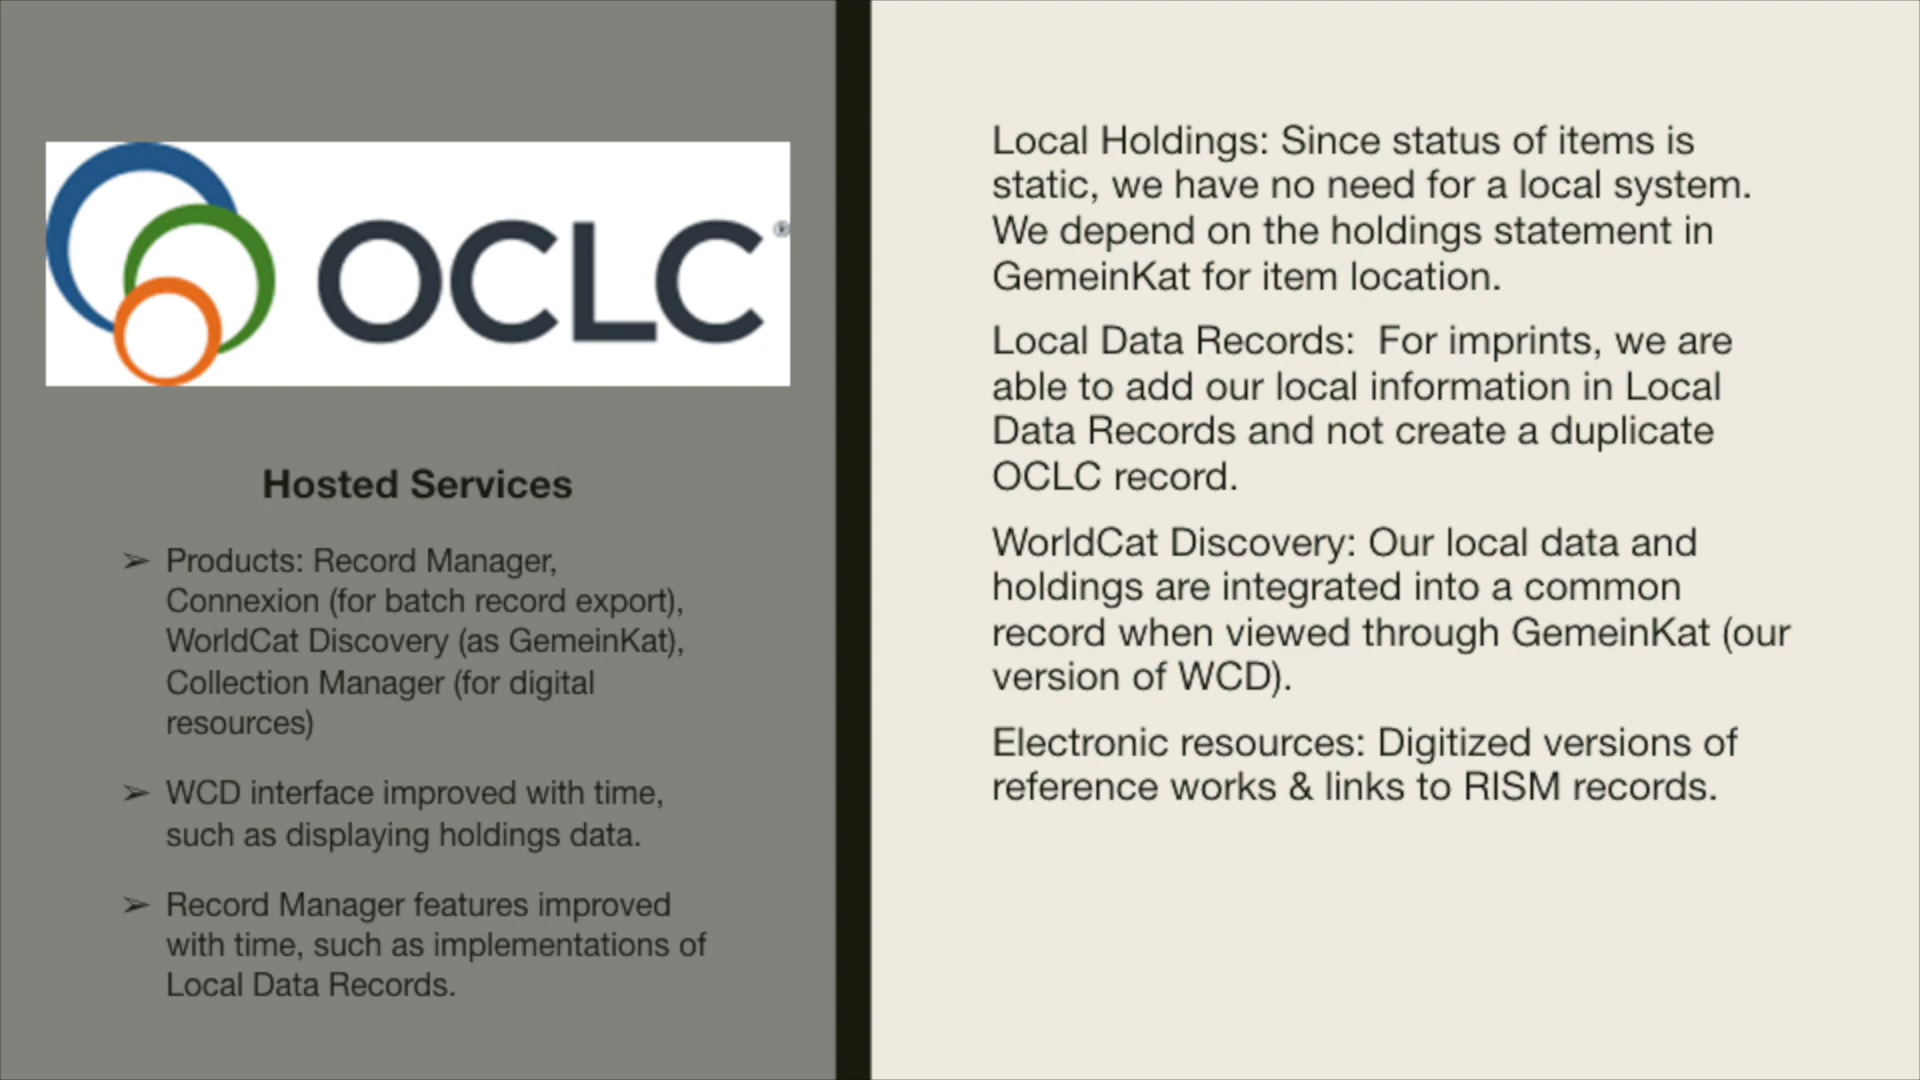 OCLC®
Hosted Services
➢ Products: Record Manager,
Connexion (for batch record export),
WorldCat Discovery (as GemeinKat),
Collection Manager (for digital
resources)
➢ WCD interface improved with time,
such as displaying holdings data.
➢ Record Manager features improved
with time, such as implementations of
Local Data Records.
Local Holdings: Since status of items is
static, we have no need for a local system.
We depend on the holdings statement in
GemeinKat for item location.
Local Data Records:  For imprints, we are
able to add our local information in Local
Data Records and not create a duplicate
OCLC record.
WorldCat Discovery: Our local data and
holdings are integrated into a common
record when viewed through GemeinKat (our
version of WCD).
Electronic resources: Digitized versions of
reference works & links to RISM records.